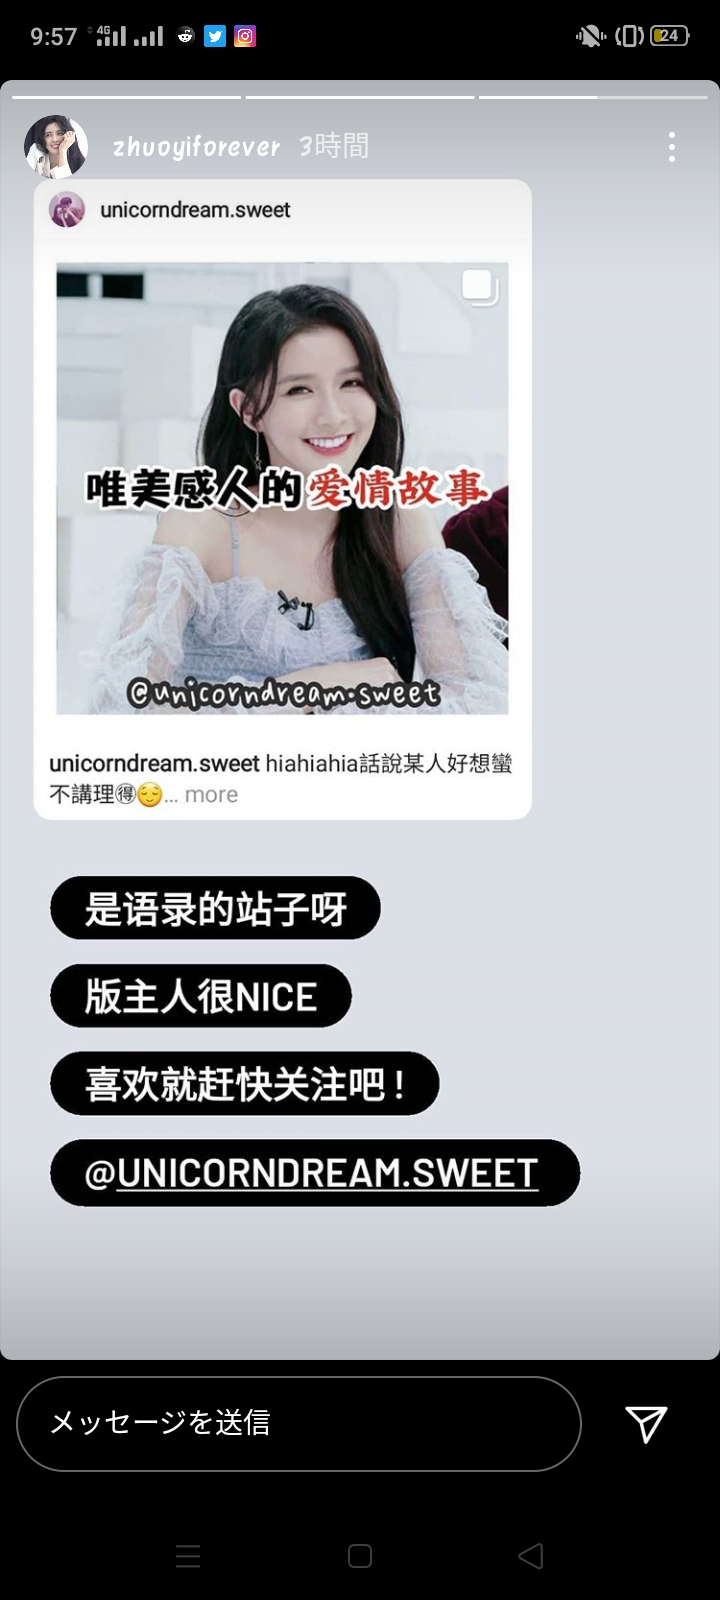 9:57
4G
24
zhuoyiforever 3時間
unicorndream.sweet
唯美感人的爱情故事
@unicorndream.sweet
unicorndream.sweet hiahiahia話說某人好想蠻
不講理㊝😌... more
是语录的站子呀
版主人很NICE
喜欢就赶快关注吧！
@UNICORNDREAM.SWEET
メッセージを送信